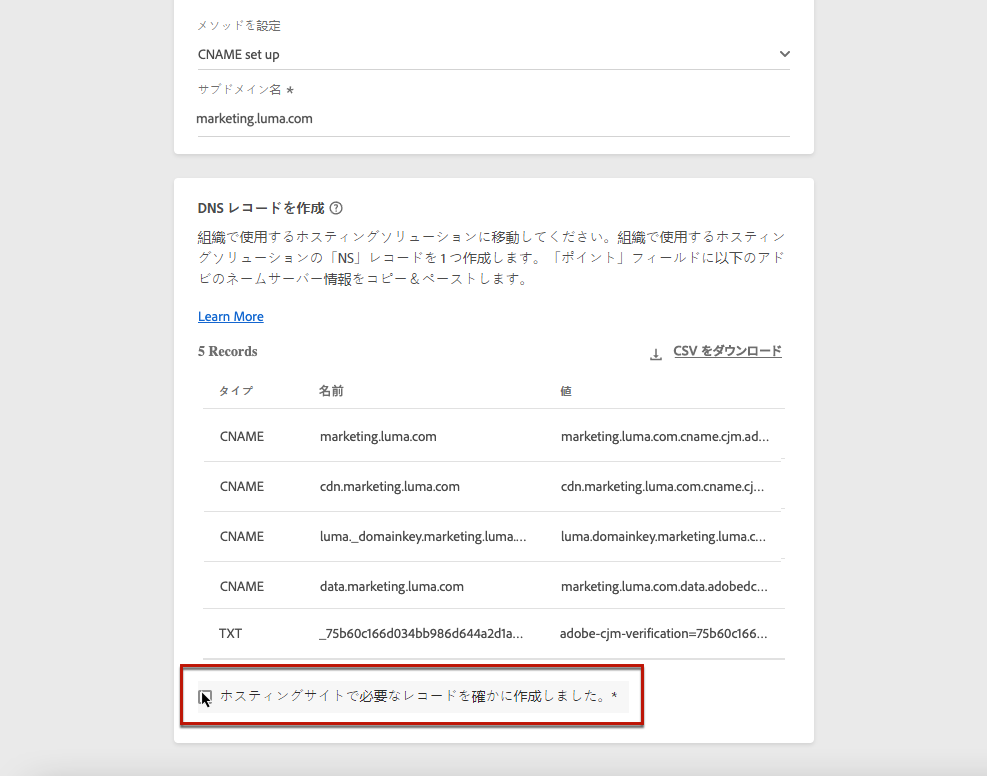 メソッドを設定
CNAME set up
サブドメイン名 *
marketing.luma.com
DNS レコードを作成
組織で使用するホスティングソリューションに移動してください。組織で使用するホスティン
グソリューションの「NS」レコードを 1 つ作成します。「ポイント」フィールドに以下のアド
ビのネームサーバー情報をコピー＆ペーストします。
Learn More
5 Records
CSV をダウンロード
タイプ 名前 値
CNAME marketing.luma.com marketing.luma.com.cname.cjm.ad...
CNAME cdn.marketing.luma.com cdn.marketing.luma.com.cname.cj...
CNAME luma._domainkey.marketing.luma.... luma.domainkey.marketing.luma.c...
CNAME data.marketing.luma.com marketing.luma.com.data.adobedc...
TXT _75b60c166d034bb986d644a2d1a... adobe-cjm-verification=75b60c166...
ホスティングサイトで必要なレコードを確かに作成しました。*